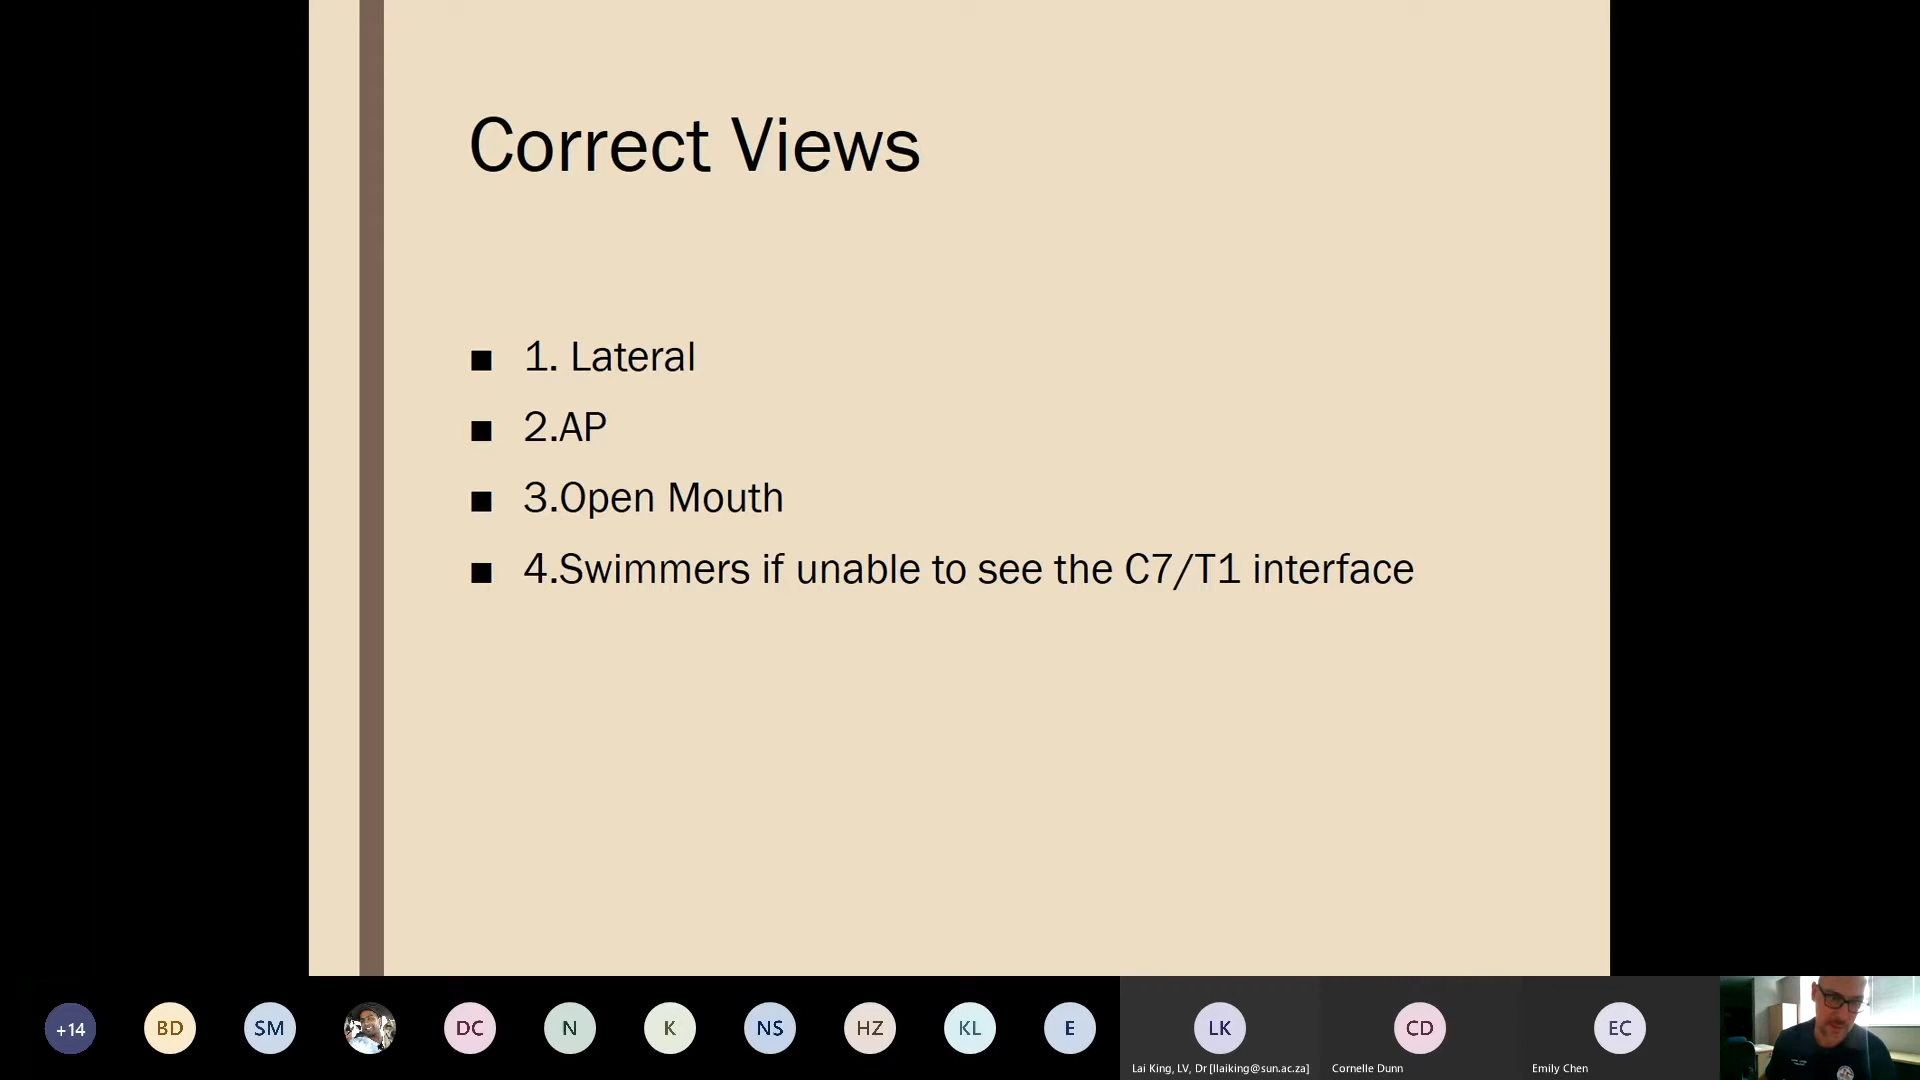 Correct Views
■ 1. Lateral
■ 2.AP
■ 3.Open Mouth
■ 4.Swimmers if unable to see the C7/T1 interface
+14
BD
SM
DC
N
K
NS
HZ
KL
E
LK
CD
EC
Lai King, LV, Dr [llaiking@sun.ac.za]
Cornelle Dunn
Emily Chen